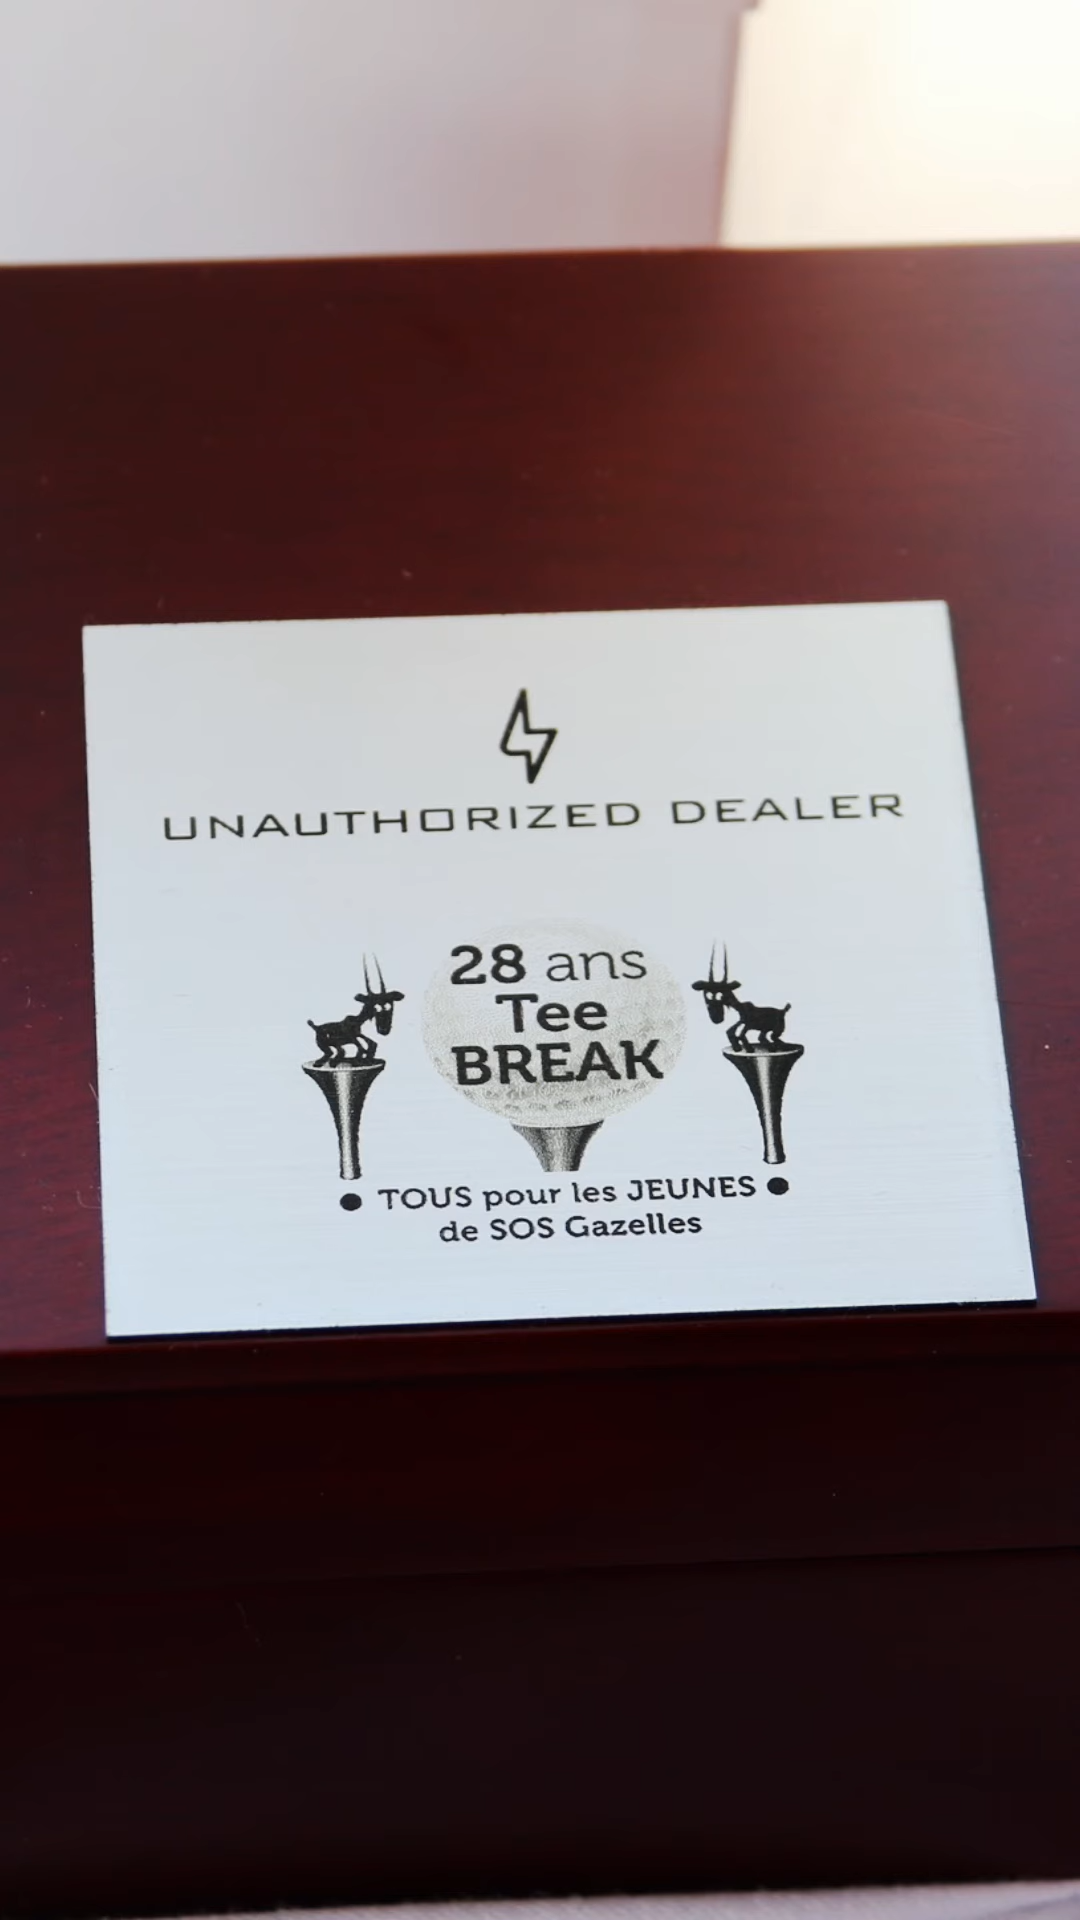 UNAUTHORIZED DEALER
28 ans
Tee
BREAK
• TOUS pour les JEUNES •
de SOS Gazelles